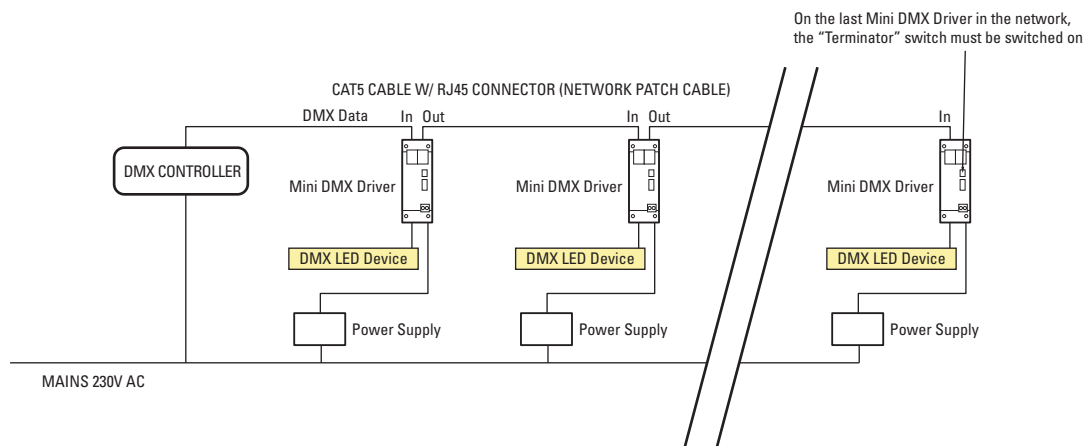 On the last Mini DMX Driver in the network,
the “Terminator” switch must be switched on
CAT5 CABLE W/ RJ45 CONNECTOR (NETWORK PATCH CABLE)
DMX Data In Out In Out In
DMX CONTROLLER
Mini DMX Driver Mini DMX Driver Mini DMX Driver
DMX LED Device DMX LED Device DMX LED Device
Power Supply Power Supply Power Supply
MAINS 230V AC